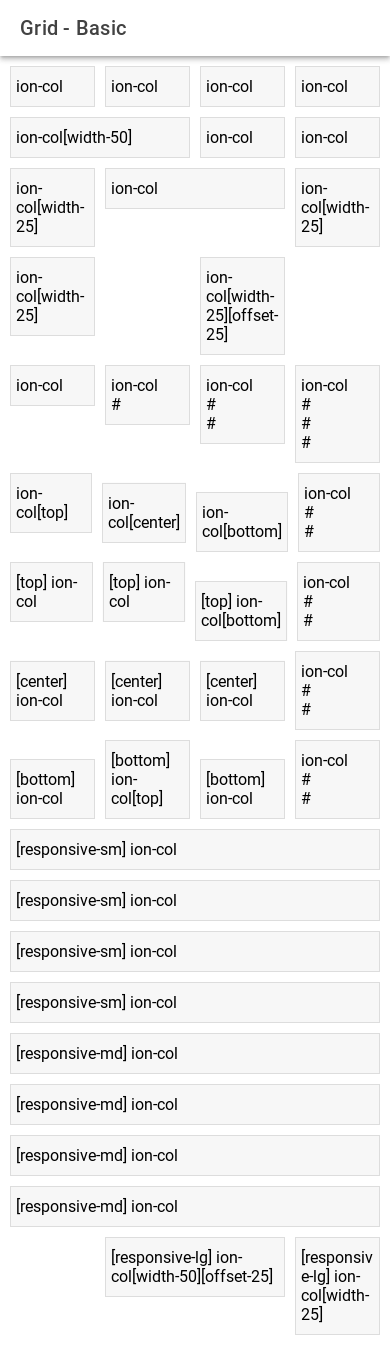 Grid - Basic
ion-col
ion-col
ion-col
ion-col
ion-col[width-50]
ion-col
ion-col
ion-
col[width-
25]
ion-col
ion-
col[width-
25]
ion-
col[width-
25]
ion-
col[width-
25][offset-
25]
ion-col
ion-col
#
ion-col
#
#
ion-col
#
#
#
ion-
col[top]
ion-
col[center]
ion-
col[bottom]
ion-col
#
#
[top] ion-
col
[top] ion-
col
[top] ion-
col[bottom]
ion-col
#
#
[center]
ion-col
[center]
ion-col
[center]
ion-col
ion-col
#
#
[bottom]
ion-col
[bottom]
ion-
col[top]
[bottom]
ion-col
ion-col
#
#
[responsive-sm] ion-col
[responsive-sm] ion-col
[responsive-sm] ion-col
[responsive-sm] ion-col
[responsive-md] ion-col
[responsive-md] ion-col
[responsive-md] ion-col
[responsive-md] ion-col
[responsive-lg] ion-
col[width-50][offset-25]
[responsiv
e-lg] ion-
col[width-
25]